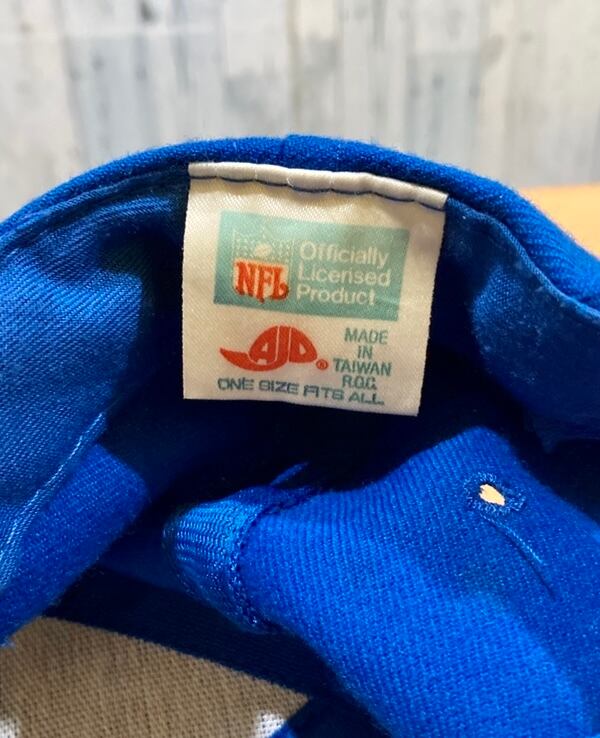 Officially
Licensed
Product
NFL
AJD®
MADE
IN
TAIWAN
R.O.C.
ONE SIZE FITS ALL